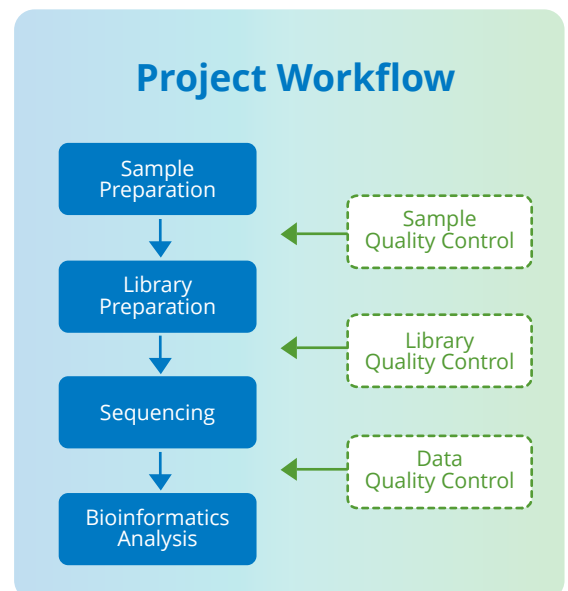 Project Workflow
Sample
Preparation
Sample
Quality Control
Library
Preparation
Library
Quality Control
Sequencing
Data
Quality Control
Bioinformatics
Analysis